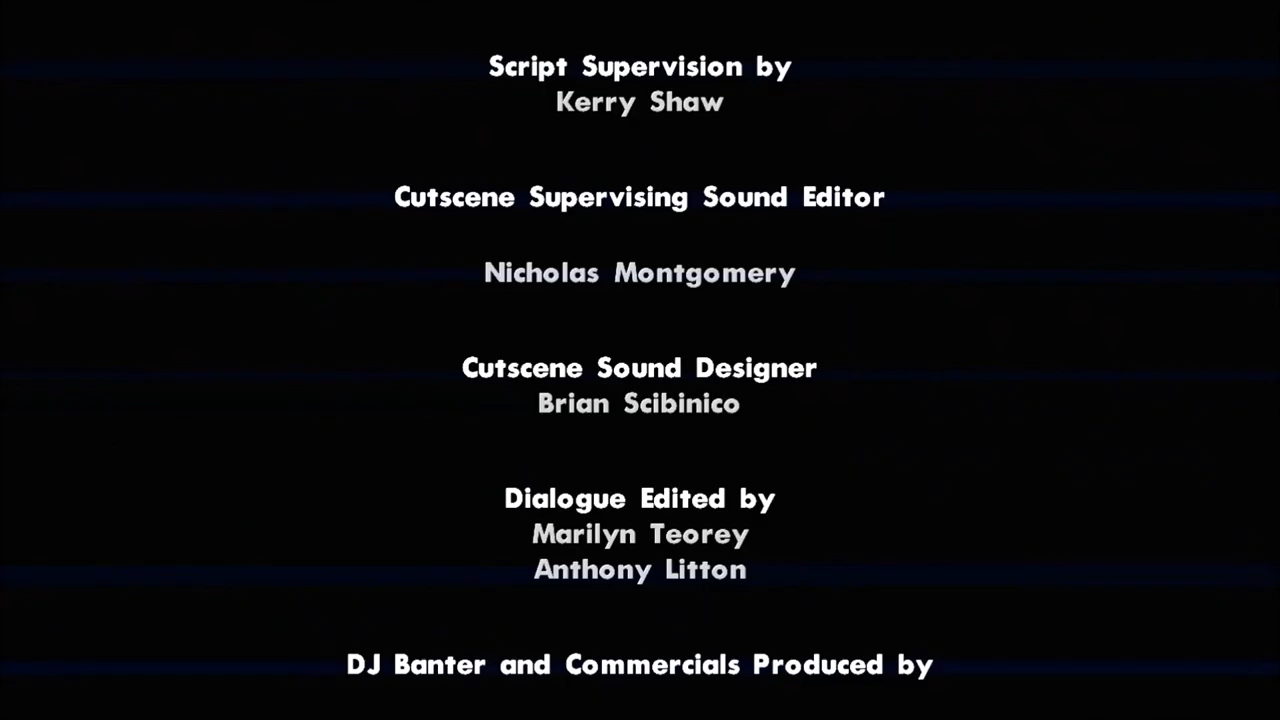 Script Supervision by
Kerry Shaw
Cutscene Supervising Sound Editor
Nicholas Montgomery
Cutscene Sound Designer
Brian Scibinico
Dialogue Edited by
Marilyn Teorey
Anthony Litton
DJ Banter and Commercials Produced by